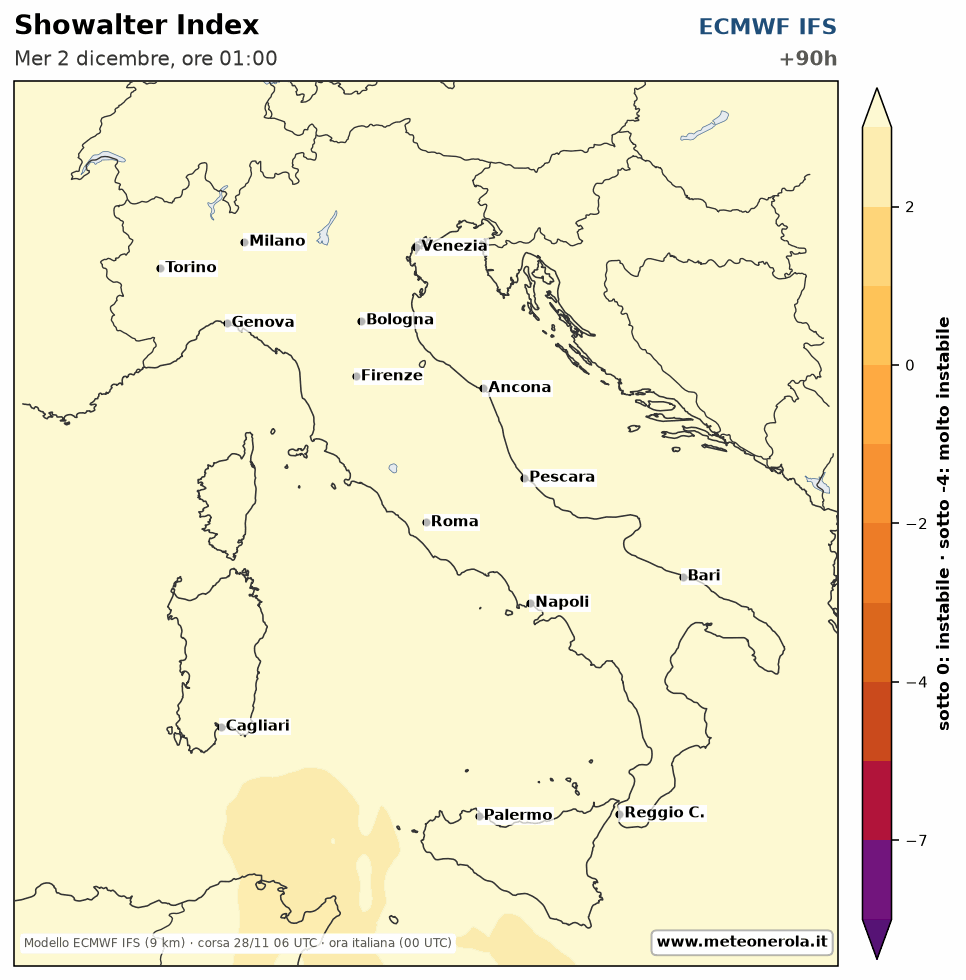 Showalter Index
ECMWF IFS
Mer 2 dicembre, ore 01:00
+90h
Milano
Venezia
Torino
Genova
Bologna
Firenze
Ancona
Pescara
Roma
Bari
Napoli
Cagliari
Palermo
Reggio C.
2
0
−2
−4
−7
sotto 0: instabile · sotto -4: molto instabile
Modello ECMWF IFS (9 km) · corsa 28/11 06 UTC · ora italiana (00 UTC)
www.meteonerola.it